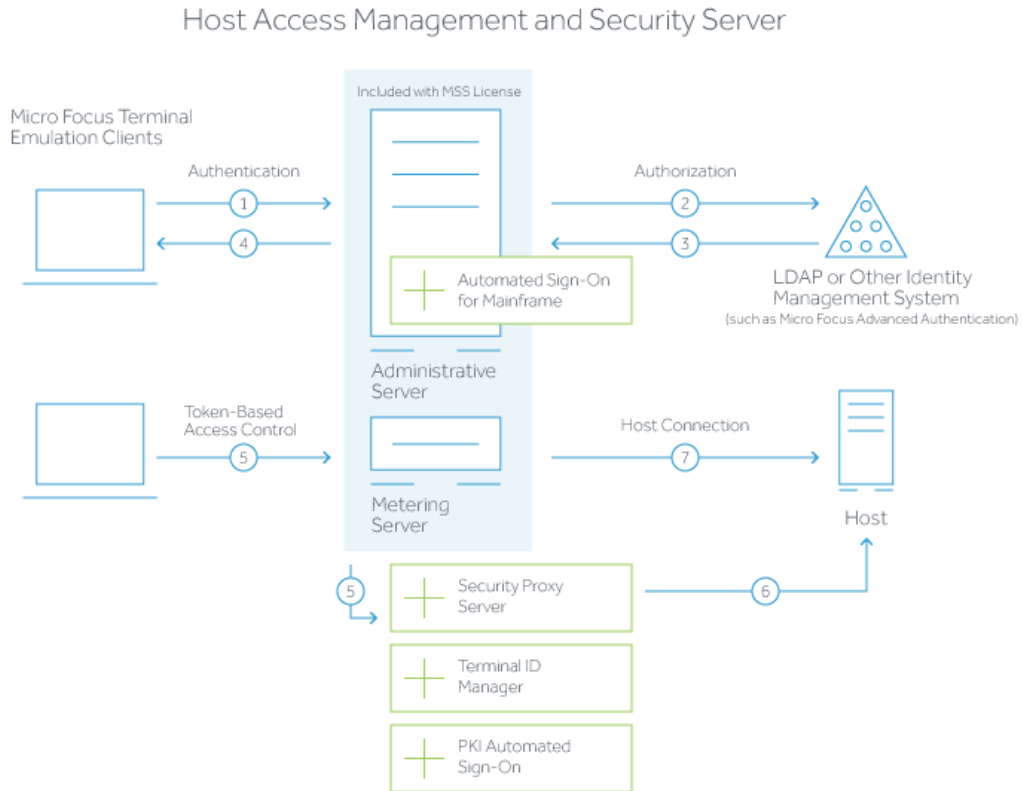 Host Access Management and Security Server
Included with MSS License
Micro Focus Terminal
Emulation Clients
Authentication
1
4
Authorization
2
3
Automated Sign-On
for Mainframe
LDAP or Other Identity
Management System
(such as Micro Focus Advanced Authentication)
Administrative
Server
Token-Based
Access Control
5
Host Connection
7
Metering
Server
Host
5
Security Proxy
Server
6
Terminal ID
Manager
PKI Automated
Sign-On